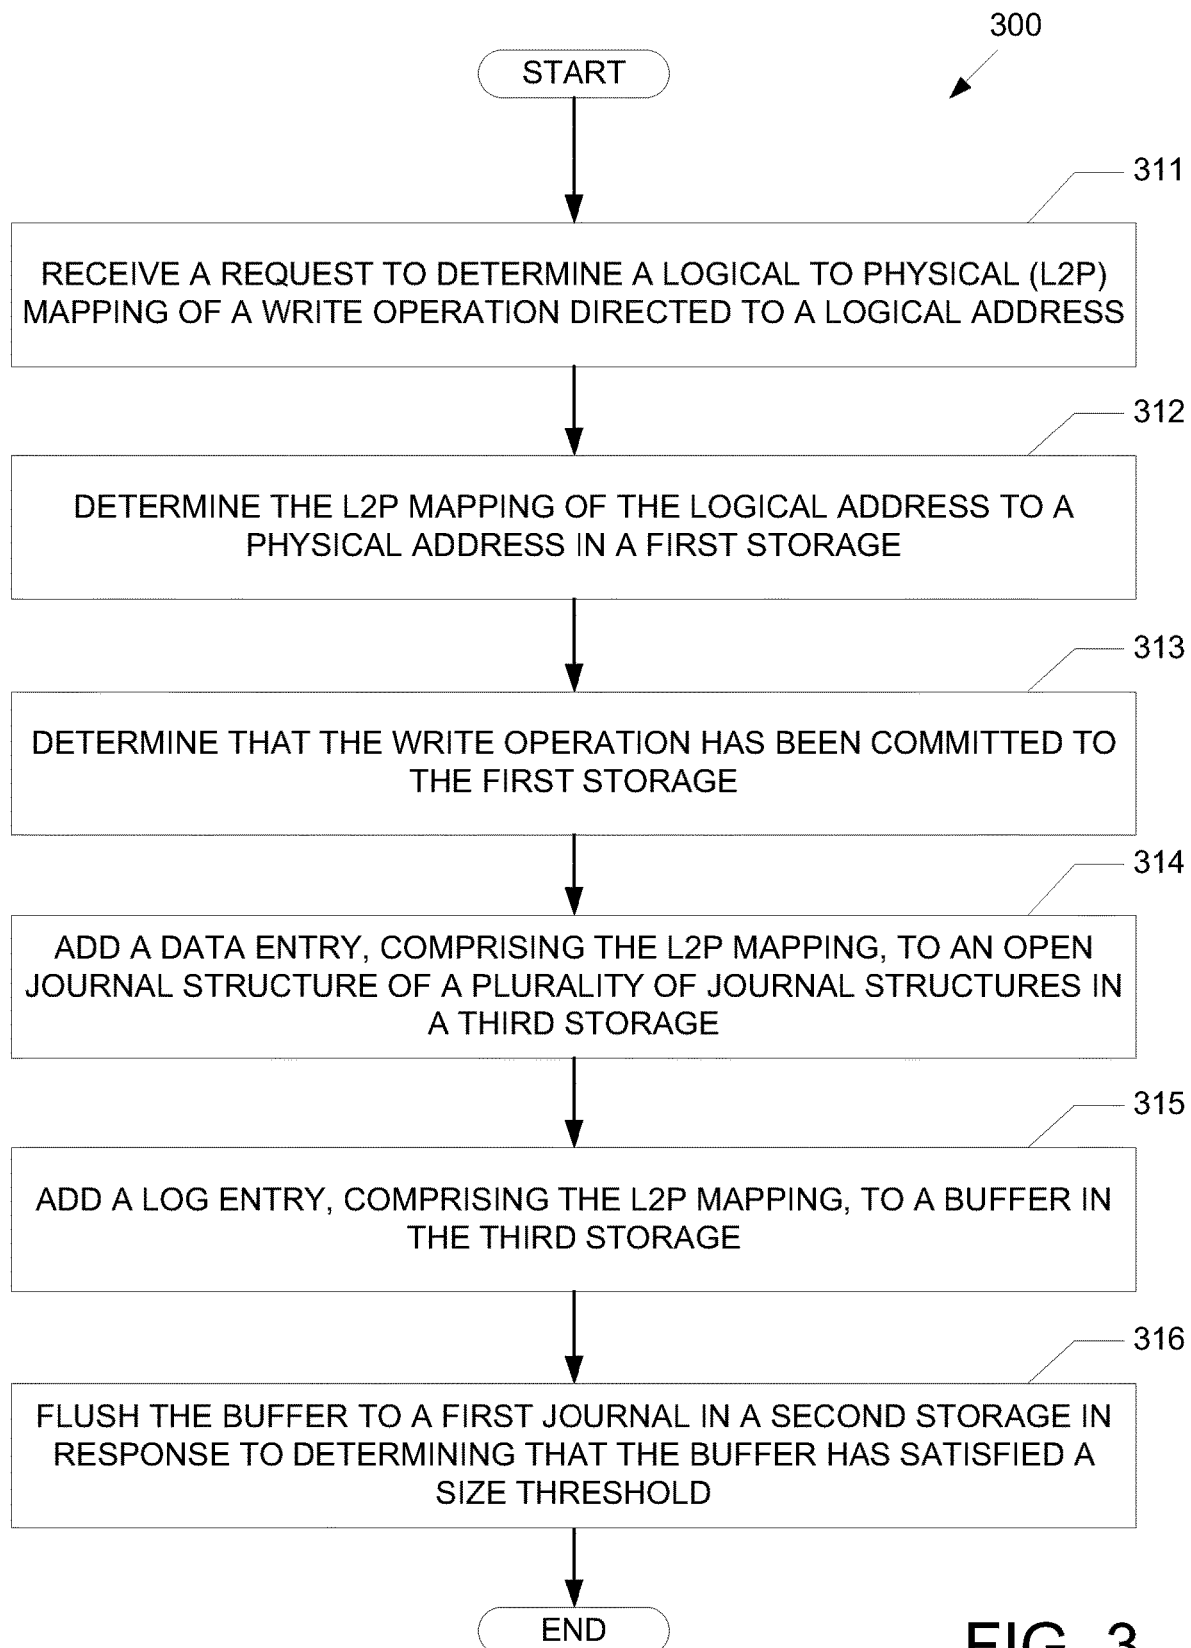 300
START
311
RECEIVE A REQUEST TO DETERMINE A LOGICAL TO PHYSICAL (L2P)
MAPPING OF A WRITE OPERATION DIRECTED TO A LOGICAL ADDRESS
312
DETERMINE THE L2P MAPPING OF THE LOGICAL ADDRESS TO A
PHYSICAL ADDRESS IN A FIRST STORAGE
313
DETERMINE THAT THE WRITE OPERATION HAS BEEN COMMITTED TO
THE FIRST STORAGE
314
ADD A DATA ENTRY, COMPRISING THE L2P MAPPING, TO AN OPEN
JOURNAL STRUCTURE OF A PLURALITY OF JOURNAL STRUCTURES IN
A THIRD STORAGE
315
ADD A LOG ENTRY, COMPRISING THE L2P MAPPING, TO A BUFFER IN
THE THIRD STORAGE
316
FLUSH THE BUFFER TO A FIRST JOURNAL IN A SECOND STORAGE IN
RESPONSE TO DETERMINING THAT THE BUFFER HAS SATISFIED A
SIZE THRESHOLD
END
FIG. 3